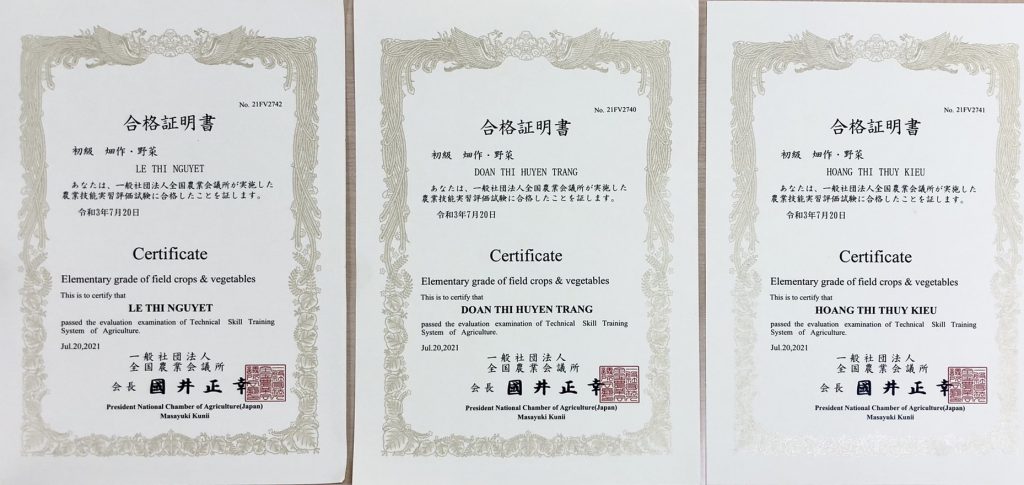 No. 21FV2742
合格証明書
初級 畑作・野菜
LE THI NGUYET
あなたは、一般社団法人全国農業会議所が実施した
農業技能実習評価試験に合格したことを証します。
令和3年7月20日
Certificate
Elementary grade of field crops & vegetables
This is to certify that
LE THI NGUYET
passed the evaluation examination of Technical Skill Training
System of Agriculture.
Jul.20,2021
一般社団法人
全国農業会議所
会長 國井正幸
President National Chamber of Agriculture(Japan)
Masayuki Kunii
No. 21FV2740
合格証明書
初級 畑作・野菜
DOAN THI HUYEN TRANG
あなたは、一般社団法人全国農業会議所が実施した
農業技能実習評価試験に合格したことを証します。
令和3年7月20日
Certificate
Elementary grade of field crops & vegetables
This is to certify that
DOAN THI HUYEN TRANG
passed the evaluation examination of Technical Skill Training
System of Agriculture.
Jul.20,2021
一般社団法人
全国農業会議所
会長 國井正幸
President National Chamber of Agriculture(Japan)
Masayuki Kunii
No. 21FV2741
合格証明書
初級 畑作・野菜
HOANG THI THUY KIEU
あなたは、一般社団法人全国農業会議所が実施した
農業技能実習評価試験に合格したことを証します。
令和3年7月20日
Certificate
Elementary grade of field crops & vegetables
This is to certify that
HOANG THI THUY KIEU
passed the evaluation examination of Technical Skill Training
System of Agriculture.
Jul.20,2021
一般社団法人
全国農業会議所
会長 國井正幸
President National Chamber of Agriculture(Japan)
Masayuki Kunii